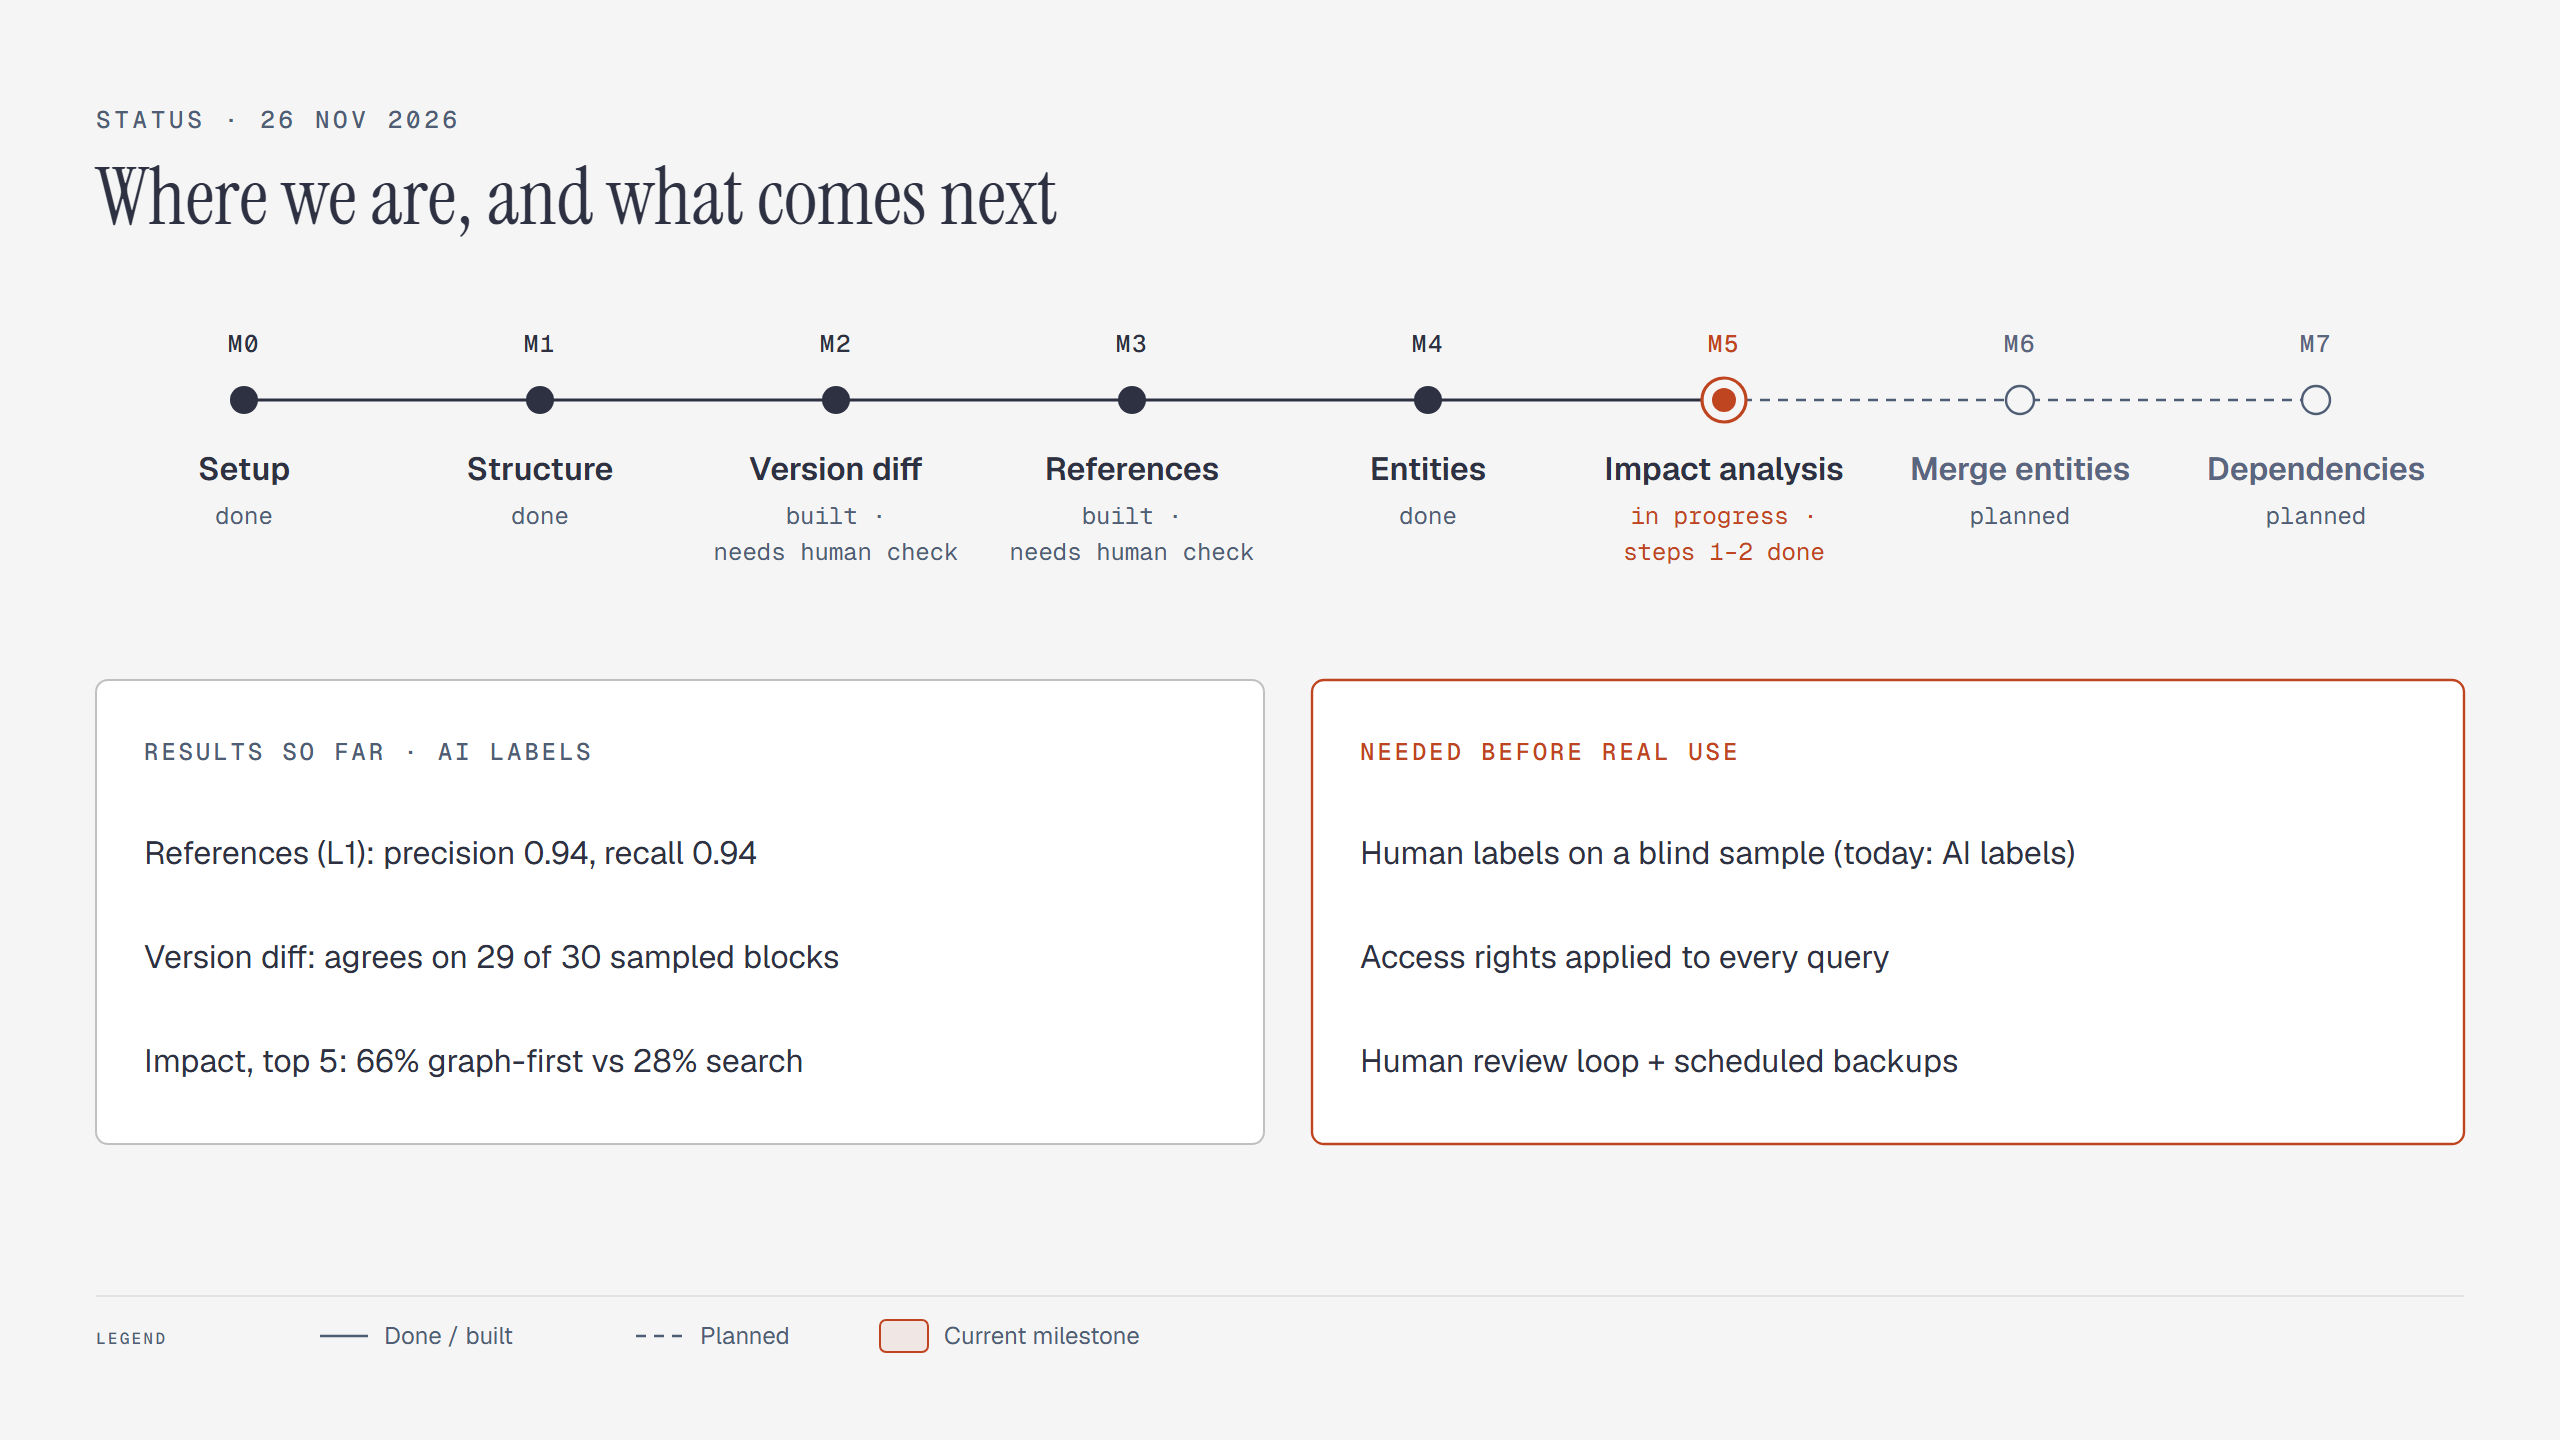 STATUS · 26 NOV 2026
Where we are, and what comes next
M0
M1
M2
M3
M4
M5
M6
M7
Setup
done
Structure
done
Version diff
built ·
needs human check
References
built ·
needs human check
Entities
done
Impact analysis
in progress ·
steps 1–2 done
Merge entities
planned
Dependencies
planned
RESULTS SO FAR · AI LABELS
References (L1): precision 0.94, recall 0.94
Version diff: agrees on 29 of 30 sampled blocks
Impact, top 5: 66% graph-first vs 28% search
NEEDED BEFORE REAL USE
Human labels on a blind sample (today: AI labels)
Access rights applied to every query
Human review loop + scheduled backups
LEGEND
Done / built
Planned
Current milestone